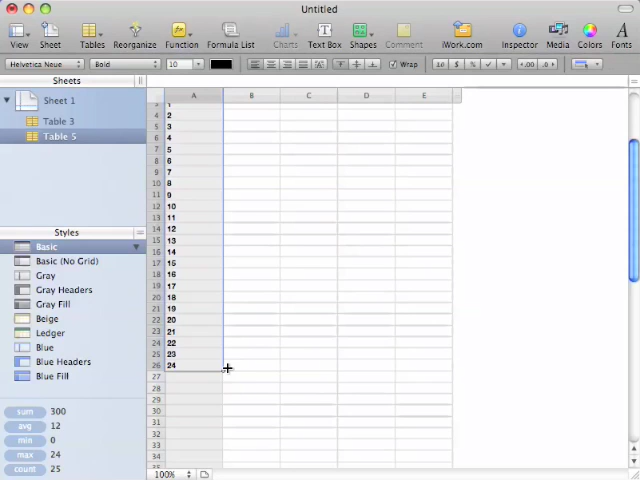 Untitled
View Sheet Tables Reorganize Function Formula List Charts Text Box Shapes Comment iWork.com Inspector Media Colors Fonts
Helvetica Neue Bold 10 Wrap
Sheets
Sheet 1
Table 3
Table 5
Styles
Basic
Basic (No Grid)
Gray
Gray Headers
Gray Fill
Beige
Ledger
Blue
Blue Headers
Blue Fill
sum 300
avg 12
min 0
max 24
count 25
A B C D E
3 1
4 2
5 3
6 4
7 5
8 6
9 7
10 8
11 9
12 10
13 11
14 12
15 13
16 14
17 15
18 16
19 17
20 18
21 19
22 20
23 21
24 22
25 23
26 24
27
28
29
30
31
32
33
34
35
100%